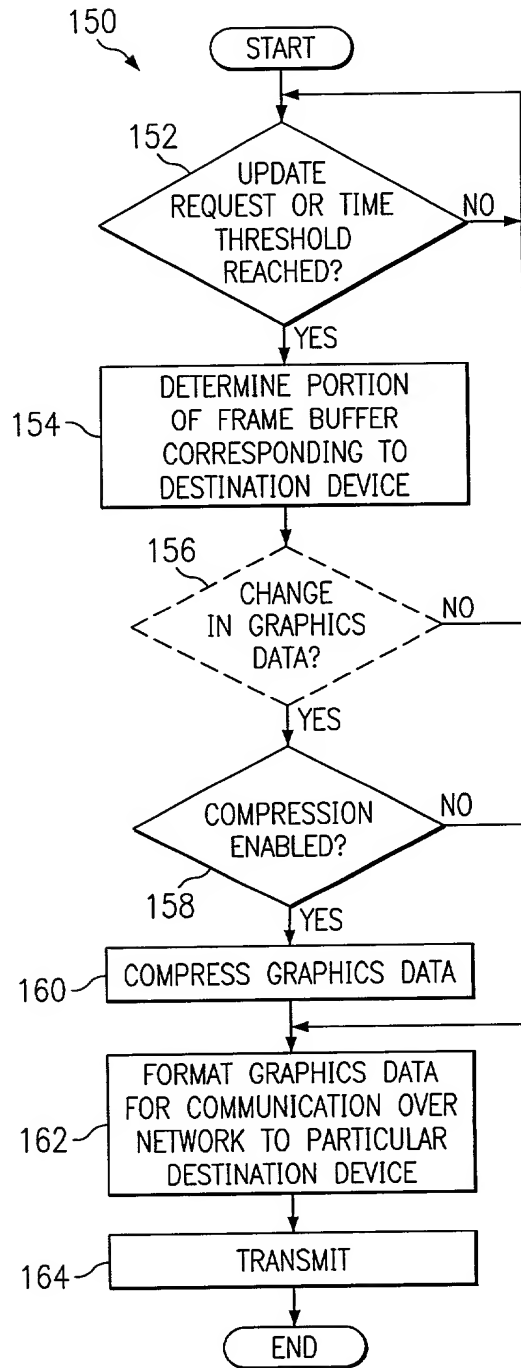 150
START
152
UPDATE
REQUEST OR TIME
THRESHOLD
REACHED?
NO
YES
154
DETERMINE PORTION
OF FRAME BUFFER
CORRESPONDING TO
DESTINATION DEVICE
156
CHANGE
IN GRAPHICS
DATA?
NO
YES
COMPRESSION
ENABLED?
NO
158
YES
160
COMPRESS GRAPHICS DATA
162
FORMAT GRAPHICS DATA
FOR COMMUNICATION OVER
NETWORK TO PARTICULAR
DESTINATION DEVICE
164
TRANSMIT
END